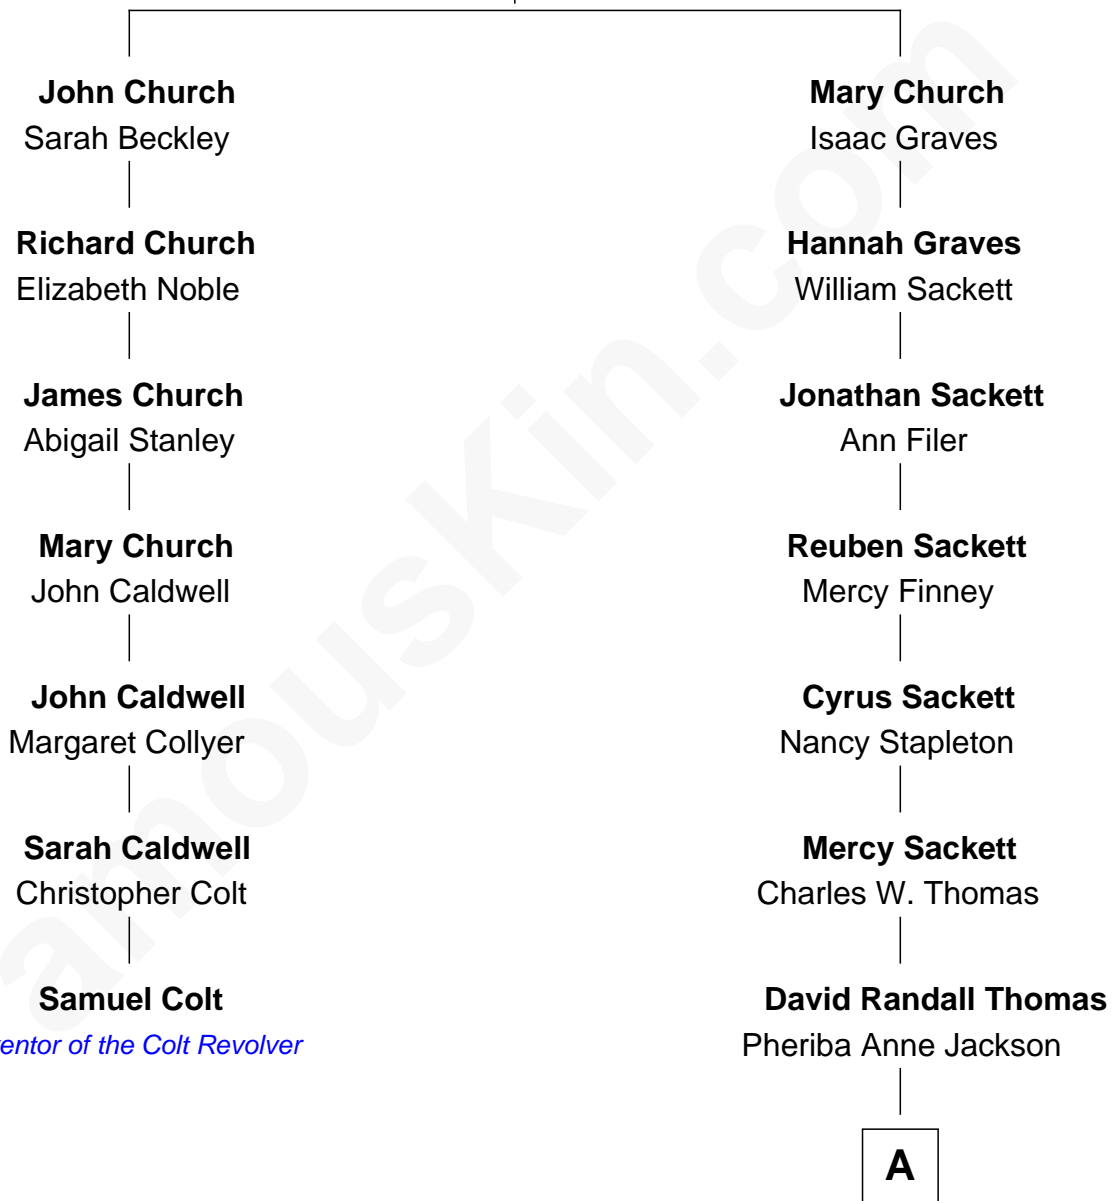 John Church
Sarah Beckley
Richard Church
Elizabeth Noble
James Church
Abigail Stanley
Mary Church
John Caldwell
John Caldwell
Margaret Collyer
Sarah Caldwell
Christopher Colt
Samuel Colt
entor of the Colt Revolver
Mary Church
Isaac Graves
Hannah Graves
William Sackett
Jonathan Sackett
Ann Filer
Reuben Sackett
Mercy Finney
Cyrus Sackett
Nancy Stapleton
Mercy Sackett
Charles W. Thomas
David Randall Thomas
Pheriba Anne Jackson
A
amouskin.com